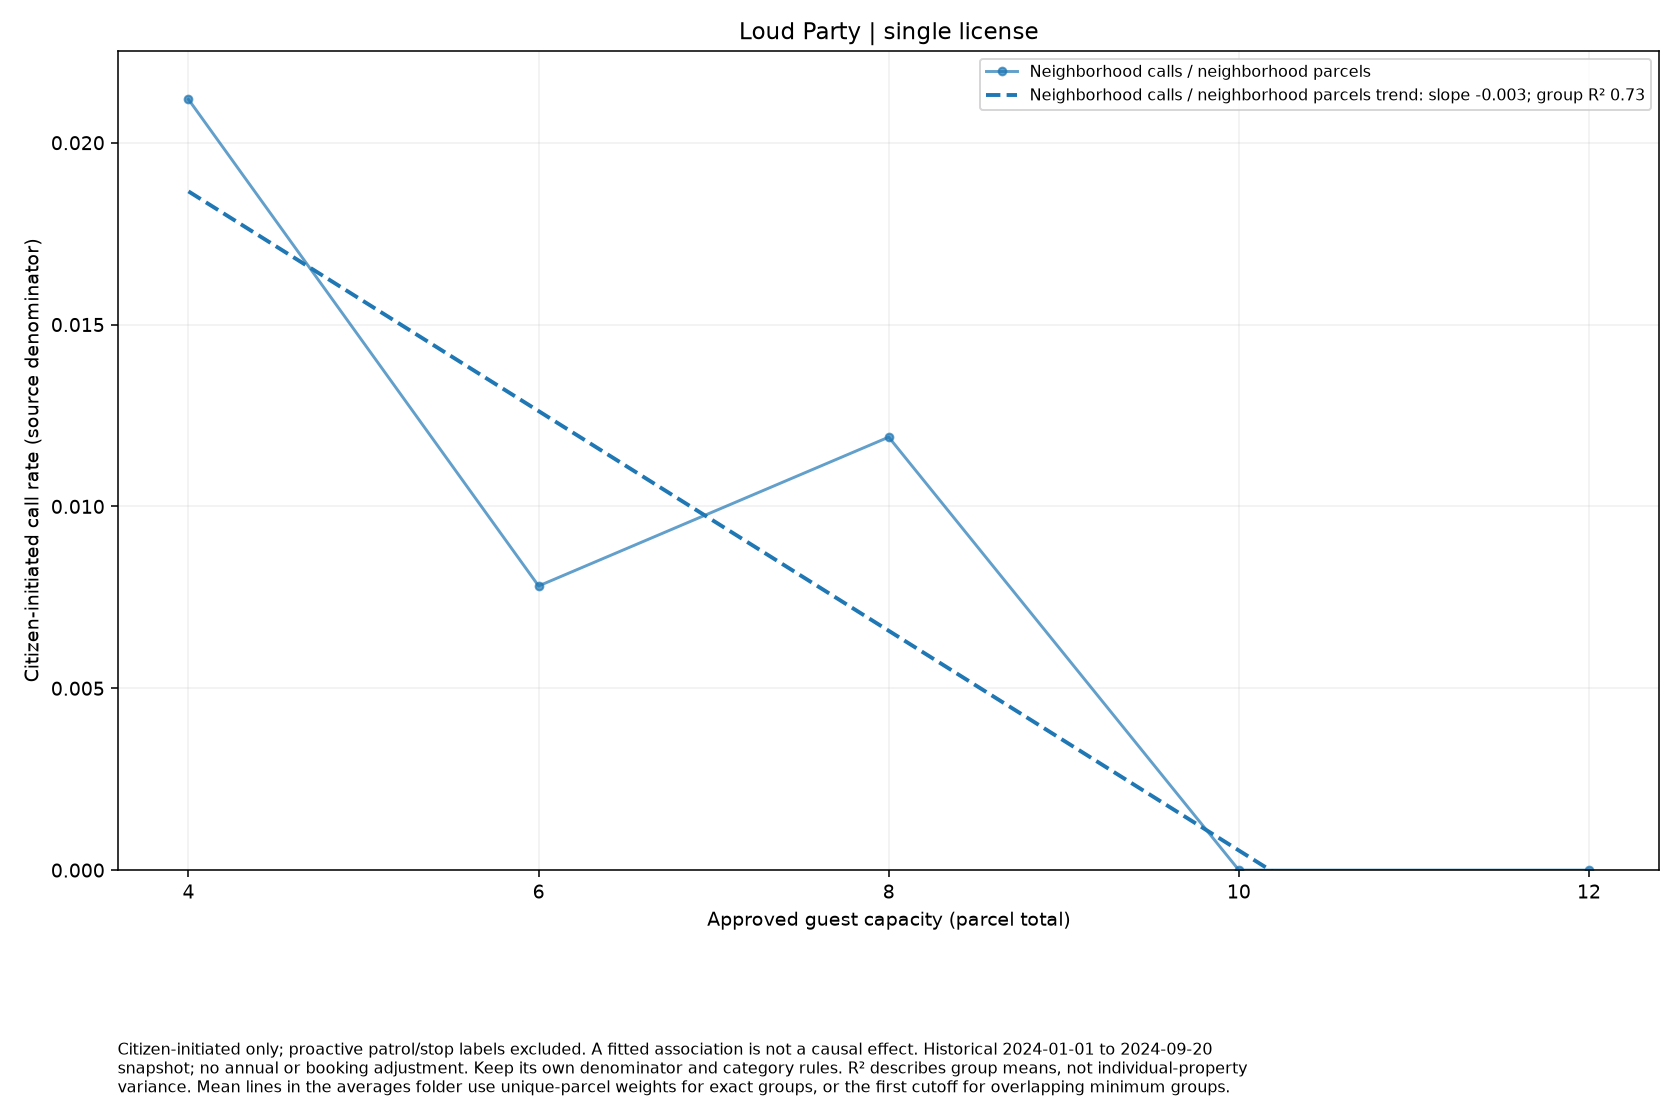 Loud Party | single license
Neighborhood calls / neighborhood parcels
Neighborhood calls / neighborhood parcels trend: slope -0.003; group R² 0.73
Citizen-initiated call rate (source denominator)
0.020
0.015
0.010
0.005
0.000
4
6
8
10
12
Approved guest capacity (parcel total)
Citizen-initiated only; proactive patrol/stop labels excluded. A fitted association is not a causal effect. Historical 2024-01-01 to 2024-09-20
snapshot; no annual or booking adjustment. Keep its own denominator and category rules. R² describes group means, not individual-property
variance. Mean lines in the averages folder use unique-parcel weights for exact groups, or the first cutoff for overlapping minimum groups.